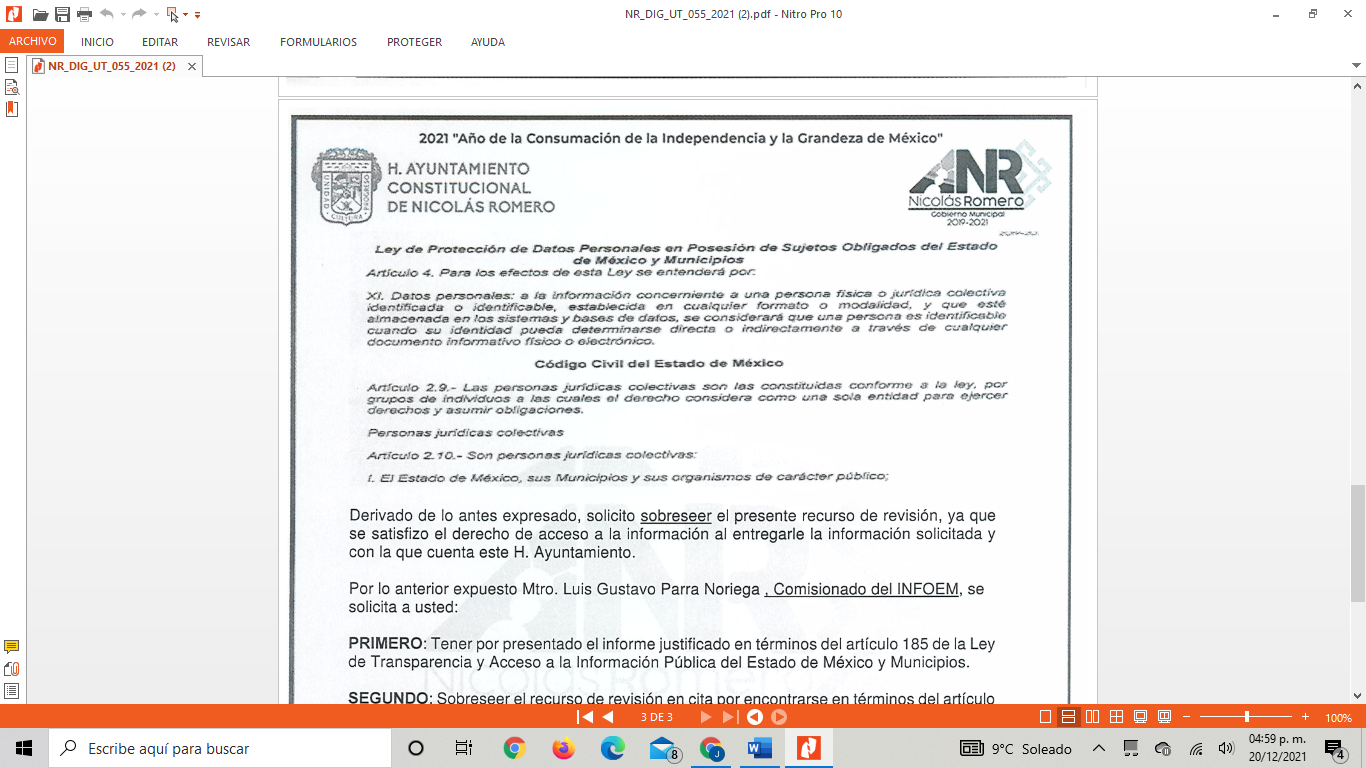 NR_DIG_UT_055_2021 (2).pdf - Nitro Pro 10
ARCHIVO INICIO EDITAR REVISAR FORMULARIOS PROTEGER AYUDA
NR_DIG_UT_055_2021 (2)
2021 "Año de la Consumación de la Independencia y la Grandeza de México"
H. AYUNTAMIENTO
CONSTITUCIONAL
DE NICOLÁS ROMERO
UNIDAD CULTURA PROGRESO
ANR
Nicolás Romero
Gobierno Municipal
2019-2021
Ley de Protección de Datos Personales en Posesión de Sujetos Obligados del Estado
de México y Municipios
Artículo 4. Para los efectos de esta Ley se entenderá por:
XI. Datos personales: a la información concerniente a una persona física o jurídica colectiva
identificada o identificable, establecida en cualquier formato o modalidad, y que esté
almacenada en los sistemas y bases de datos, se considerará que una persona es identificable
cuando su identidad pueda determinarse directa o indirectamente a través de cualquier
documento informativo físico o electrónico.
Código Civil del Estado de México
Artículo 2.9.- Las personas jurídicas colectivas son las constituidas conforme a la ley, por
grupos de individuos a las cuales el derecho considera como una sola entidad para ejercer
derechos y asumir obligaciones.
Personas jurídicas colectivas
Artículo 2.10.- Son personas jurídicas colectivas:
I. El Estado de México, sus Municipios y sus organismos de carácter público;
Derivado de lo antes expresado, solicito sobreseer el presente recurso de revisión, ya que
se satisfizo el derecho de acceso a la información al entregarle la información solicitada y
con la que cuenta este H. Ayuntamiento.
Por lo anterior expuesto Mtro. Luis Gustavo Parra Noriega , Comisionado del INFOEM, se
solicita a usted:
PRIMERO: Tener por presentado el informe justificado en términos del artículo 185 de la Ley
de Transparencia y Acceso a la Información Pública del Estado de México y Municipios.
SEGUNDO: Sobreseer el recurso de revisión en cita por encontrarse en términos del artículo
ANR
Nicolás Romero
3 DE 3
100%
Escribe aquí para buscar
8
J
9°C Soleado
04:59 p. m.
20/12/2021
4